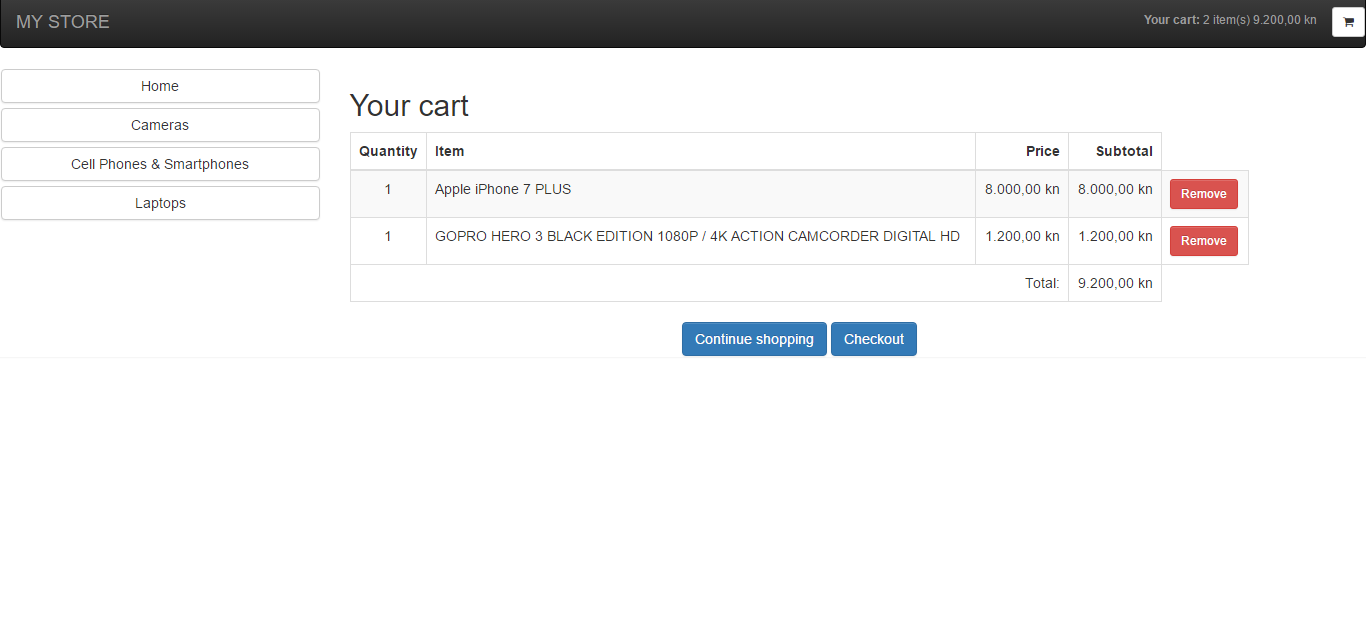 MY STORE
Your cart: 2 item(s) 9.200,00 kn
Home
Cameras
Cell Phones & Smartphones
Laptops
Your cart
Quantity Item Price Subtotal
1 Apple iPhone 7 PLUS 8.000,00 kn 8.000,00 kn Remove
1 GOPRO HERO 3 BLACK EDITION 1080P / 4K ACTION CAMCORDER DIGITAL HD 1.200,00 kn 1.200,00 kn Remove
Total: 9.200,00 kn
Continue shopping Checkout